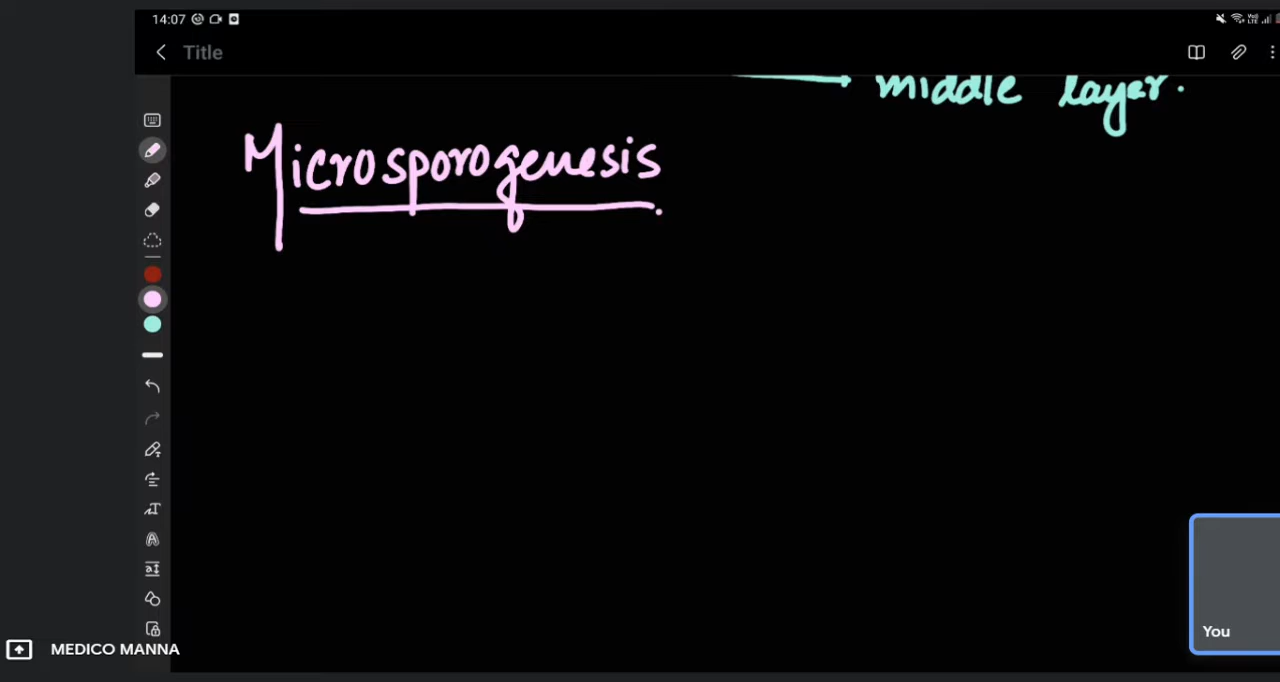 14:07
Title
middle layer.
Microsporogenesis.
MEDICO MANNA
You